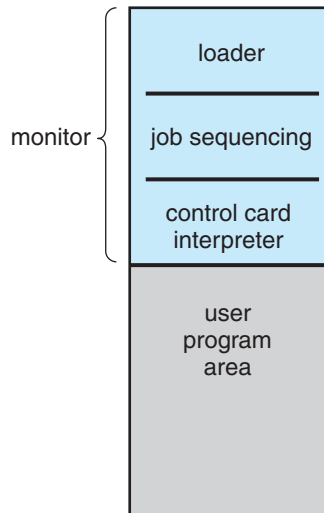 loader
monitor
job sequencing
control card
interpreter
user
program
area